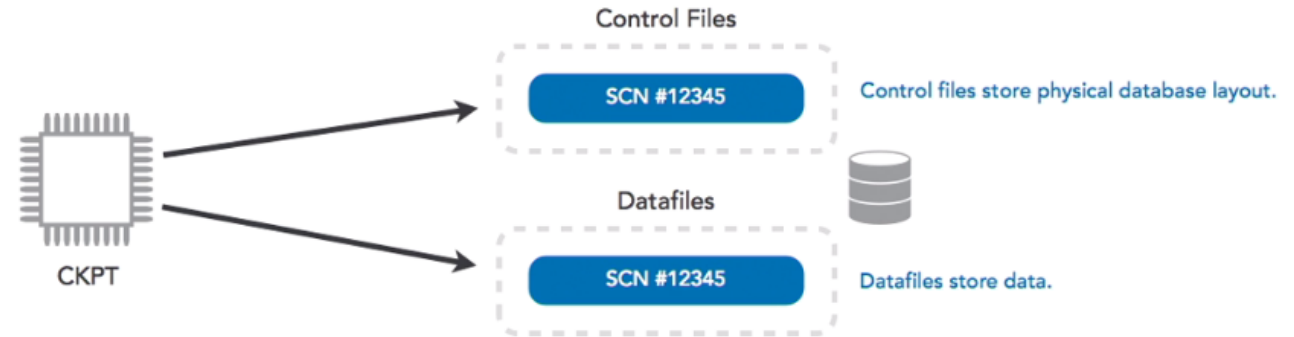 Control Files
SCN #12345
Control files store physical database layout.
CKPT
Datafiles
SCN #12345
Datafiles store data.